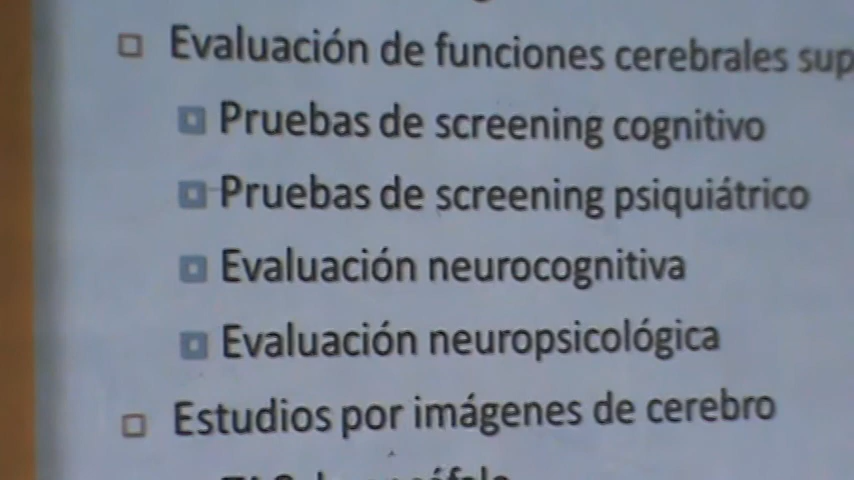 Evaluación de funciones cerebrales
Pruebas de screening cognitivo
Pruebas de screening psiquiátrico
Evaluación neurocognitiva
Evaluación neuropsicológica
Estudios por imágenes de cerebro